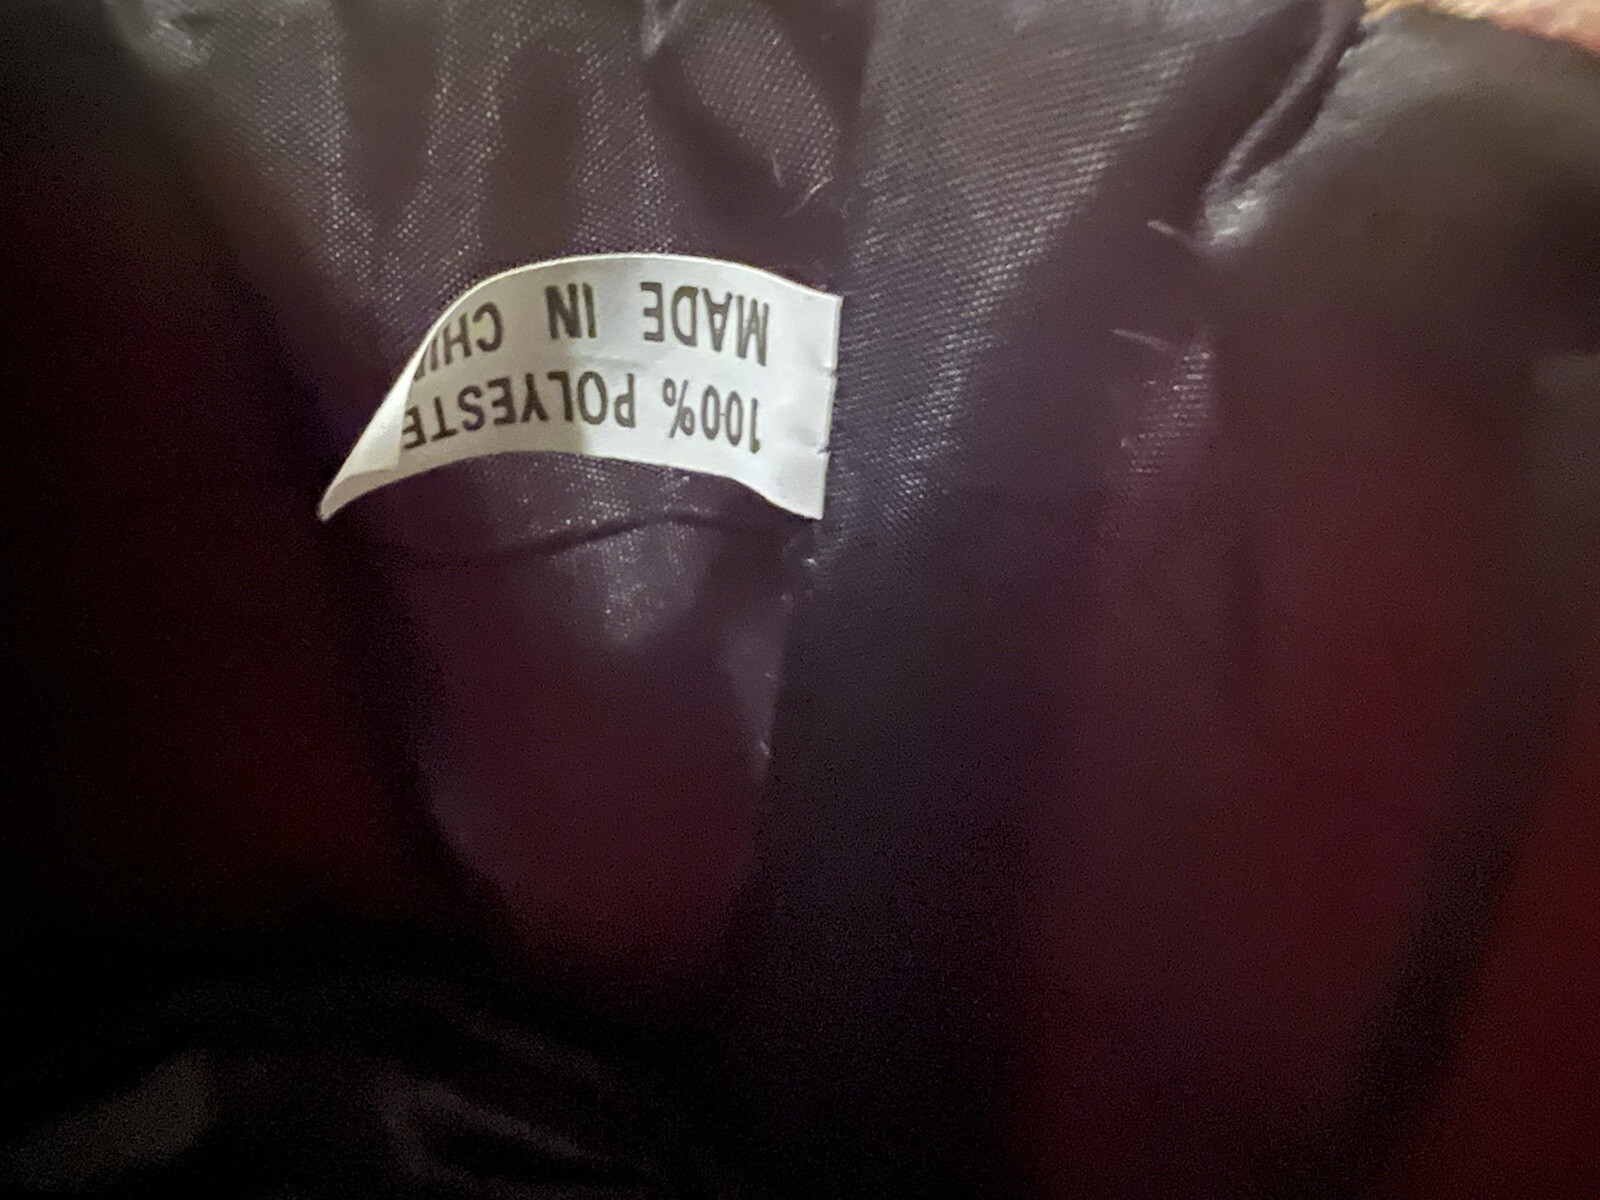 100% POLYESTE
MADE IN CHI